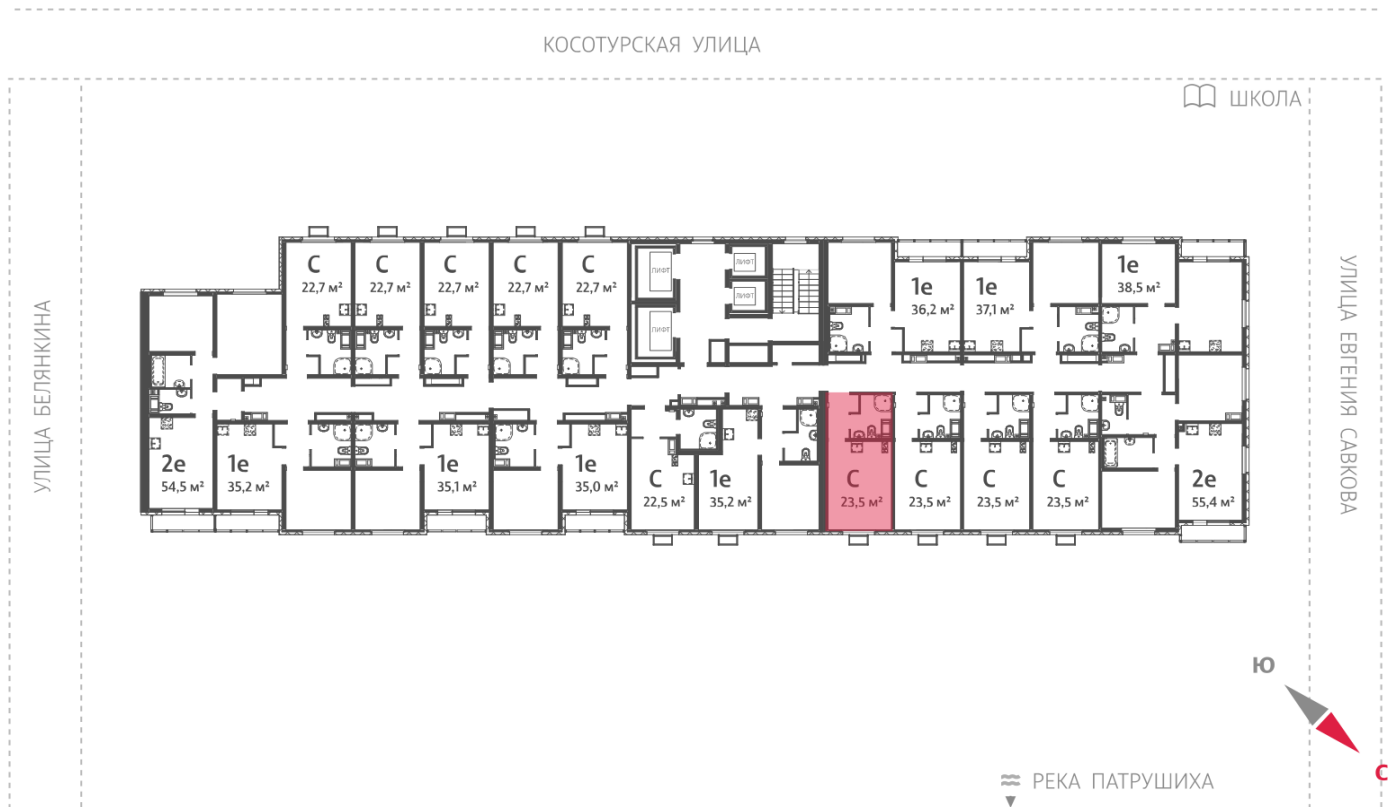 КОСОТУРСКАЯ УЛИЦА
ШКОЛА
УЛИЦА БЕЛЯНКИНА
УЛИЦА ЕВГЕНИЯ САВКОВА
С
22,7 м²
С
22,7 м²
С
22,7 м²
С
22,7 м²
С
22,7 м²
ЛИФТ
ЛИФТ
ЛИФТ
ЛИФТ
1е
36,2 м²
1е
37,1 м²
1е
38,5 м²
2е
54,5 м²
1е
35,2 м²
1е
35,1 м²
1е
35,0 м²
С
22,5 м²
1е
35,2 м²
С
23,5 м²
С
23,5 м²
С
23,5 м²
С
23,5 м²
2е
55,4 м²
Ю
С
РЕКА ПАТРУШИХА